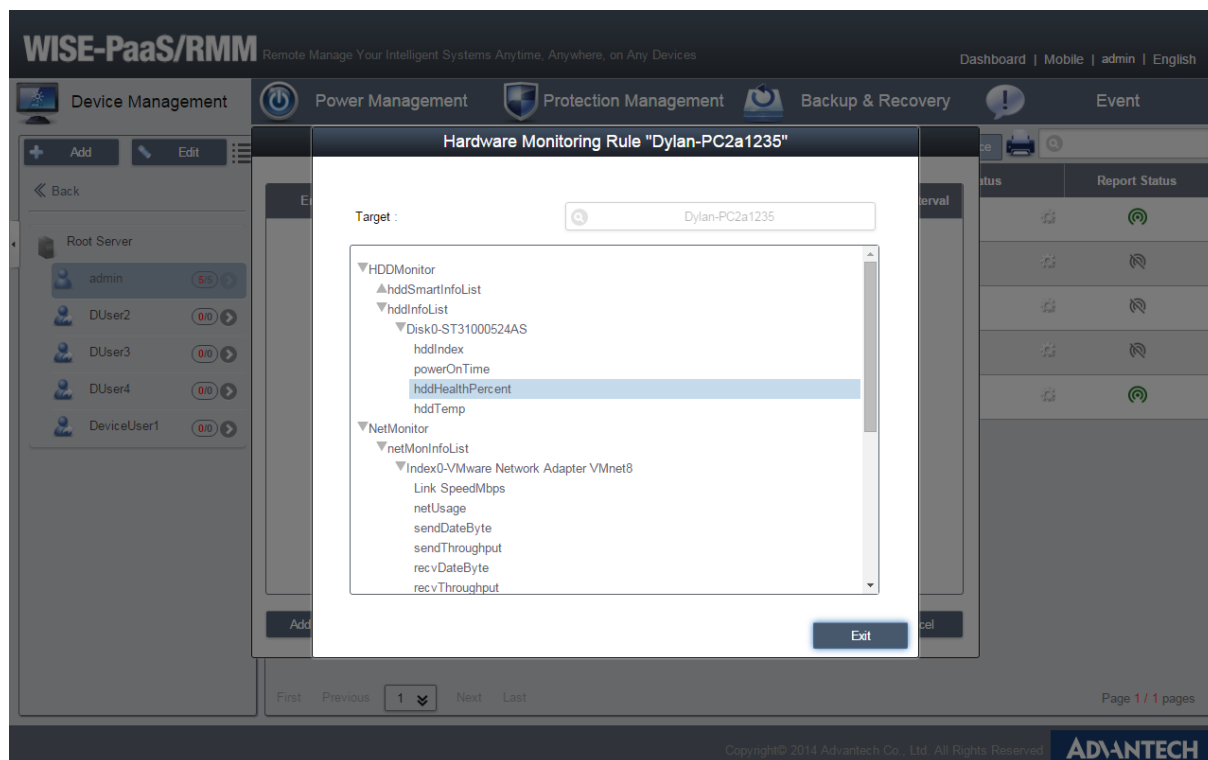 WISE-PaaS/RMM Remote Manage Your Intelligent Systems Anytime, Anywhere, on Any Devices
Dashboard | Mobile | admin | English
Device Management Power Management Protection Management Backup & Recovery Event
Add Edit
Back
Root Server
admin 5/5
DUser2 0/0
DUser3 0/0
DUser4 0/0
DeviceUser1 0/0
Hardware Monitoring Rule "Dylan-PC2a1235"
Report Status
Target : Dylan-PC2a1235
HDDMonitor
hddSmartInfoList
hddInfoList
Disk0-ST31000524AS
hddIndex
powerOnTime
hddHealthPercent
hddTemp
NetMonitor
netMonInfoList
Index0-VMware Network Adapter VMnet8
Link SpeedMbps
netUsage
sendDateByte
sendThroughput
recvDateByte
recvThroughput
Add
Exit
First Previous 1 Next Last
Page 1 / 1 pages
Copyright© 2014 Advantech Co., Ltd. All Rights Reserved
ADVANTECH